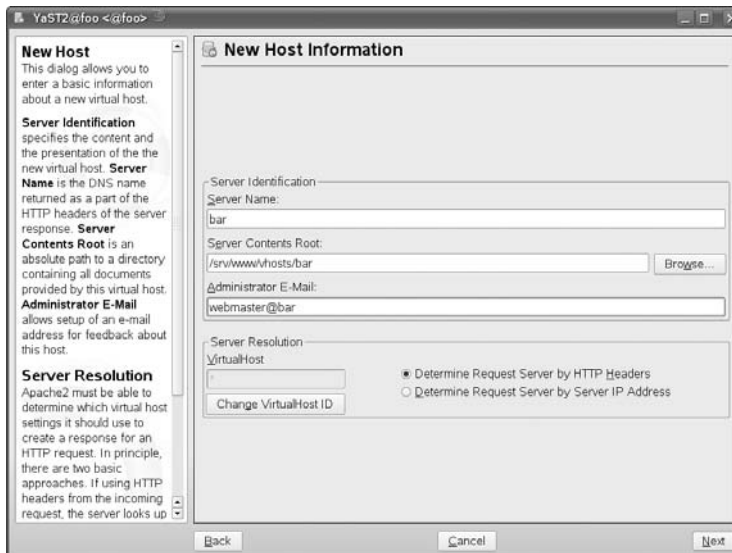 YaST2@foo <@foo>
New Host
This dialog allows you to
enter a basic information
about a new virtual host.
Server Identification
specifies the content and
the presentation of the the
new virtual host. Server
Name is the DNS name
returned as a part of the
HTTP headers of the server
response. Server
Contents Root is an
absolute path to a directory
containing all documents
provided by this virtual host.
Administrator E-Mail
allows setup of an e-mail
address for feedback about
this host.
Server Resolution
Apache2 must be able to
determine which virtual host
settings it should use to
create a response for an
HTTP request. In principle,
there are two basic
approaches. If using HTTP
headers from the incoming
request, the server looks up
New Host Information
Server Identification
Server Name:
bar
Server Contents Root:
/srv/www/vhosts/bar
Browse...
Administrator E-Mail:
webmaster@bar
Server Resolution
VirtualHost
*
Change VirtualHost ID
Determine Request Server by HTTP Headers
Determine Request Server by Server IP Address
Back
Cancel
Next